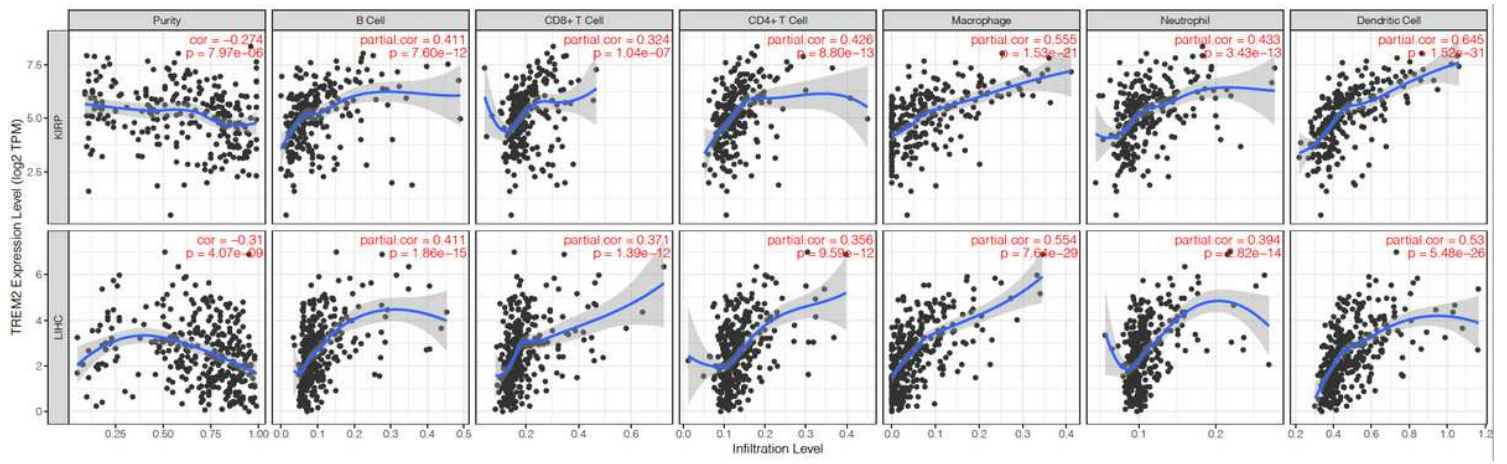 Purity B Cell CD8+ T Cell CD4+ T Cell Macrophage Neutrophil Dendritic Cell
cor = −0.274 partial.cor = 0.411 partial.cor = 0.324 partial.cor = 0.426 partial.cor = 0.555 partial.cor = 0.433 partial.cor = 0.645
p = 7.97e−06 p = 7.60e−12 p = 1.04e−07 p = 8.80e−13 p = 1.53e−21 p = 3.43e−13 p = 1.52e−31
7.5
5.0
2.5
KIRP
TREM2 Expression Level (log2 TPM)
cor = −0.31 partial.cor = 0.411 partial.cor = 0.371 partial.cor = 0.356 partial.cor = 0.554 partial.cor = 0.394 partial.cor = 0.53
p = 4.07e−09 p = 1.86e−15 p = 1.39e−12 p = 9.59e−12 p = 5.48e−26
6
4
2
0
LIHC
0.25 0.50 0.75 1.00 0.0 0.1 0.2 0.3 0.4 0.5 0.2 0.4 0.6 0.0 0.1 0.2 0.3 0.4 0.0 0.1 0.2 0.3 0.4 0.1 0.2 0.2 0.4 0.6 0.8 1.0 1.2
Infiltration Level